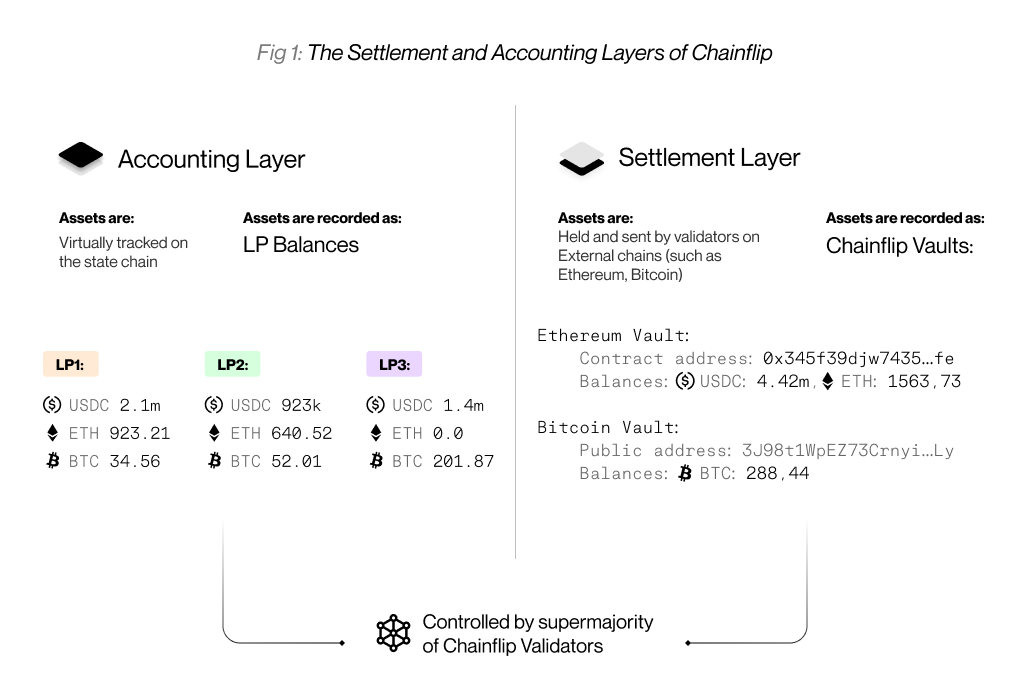 Fig 1: The Settlement and Accounting Layers of Chainflip
Accounting Layer
Assets are:
Virtually tracked on
the state chain
Assets are recorded as:
LP Balances
LP1:
USDC 2.1m
ETH 923.21
BTC 34.56
LP2:
USDC 923k
ETH 640.52
BTC 52.01
LP3:
USDC 1.4m
ETH 0.0
BTC 201.87
Settlement Layer
Assets are:
Held and sent by validators on
External chains (such as
Ethereum, Bitcoin)
Assets are recorded as:
Chainflip Vaults:
Ethereum Vault:
Contract address: 0x345f39djw7435…fe
Balances: USDC: 4.42m, ETH: 1563,73
Bitcoin Vault:
Public address: 3J98t1WpEZ73Crnyi…Ly
Balances: BTC: 288,44
Controlled by supermajority
of Chainflip Validators